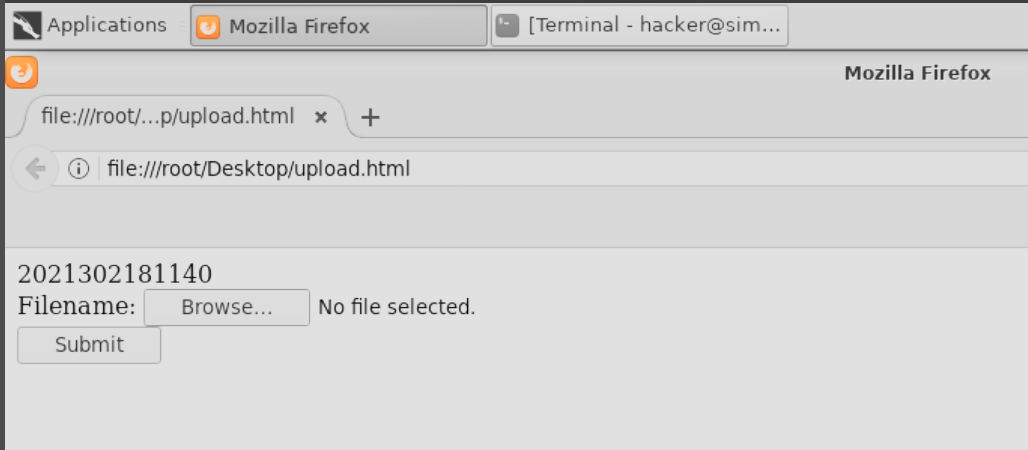 Applications Mozilla Firefox [Terminal - hacker@sim...
Mozilla Firefox
file:///root/...p/upload.html × +
file:///root/Desktop/upload.html
2021302181140
Filename: Browse... No file selected.
Submit